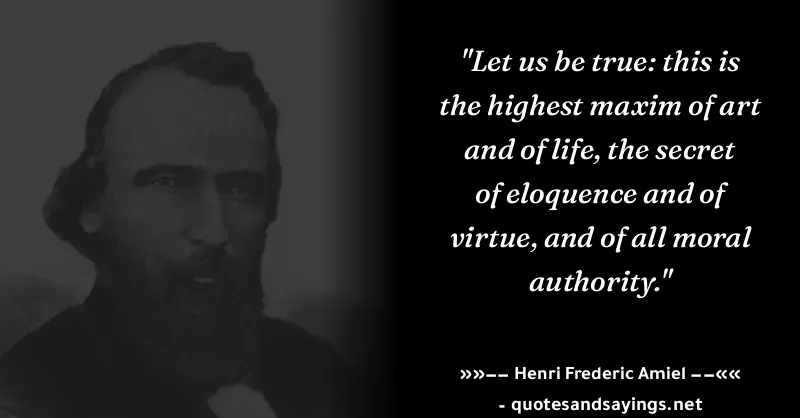 "Let us be true: this is
the highest maxim of art
and of life, the secret
of eloquence and of
virtue, and of all moral
authority."
»»−− Henri Frederic Amiel −−««
- quotesandsayings.net